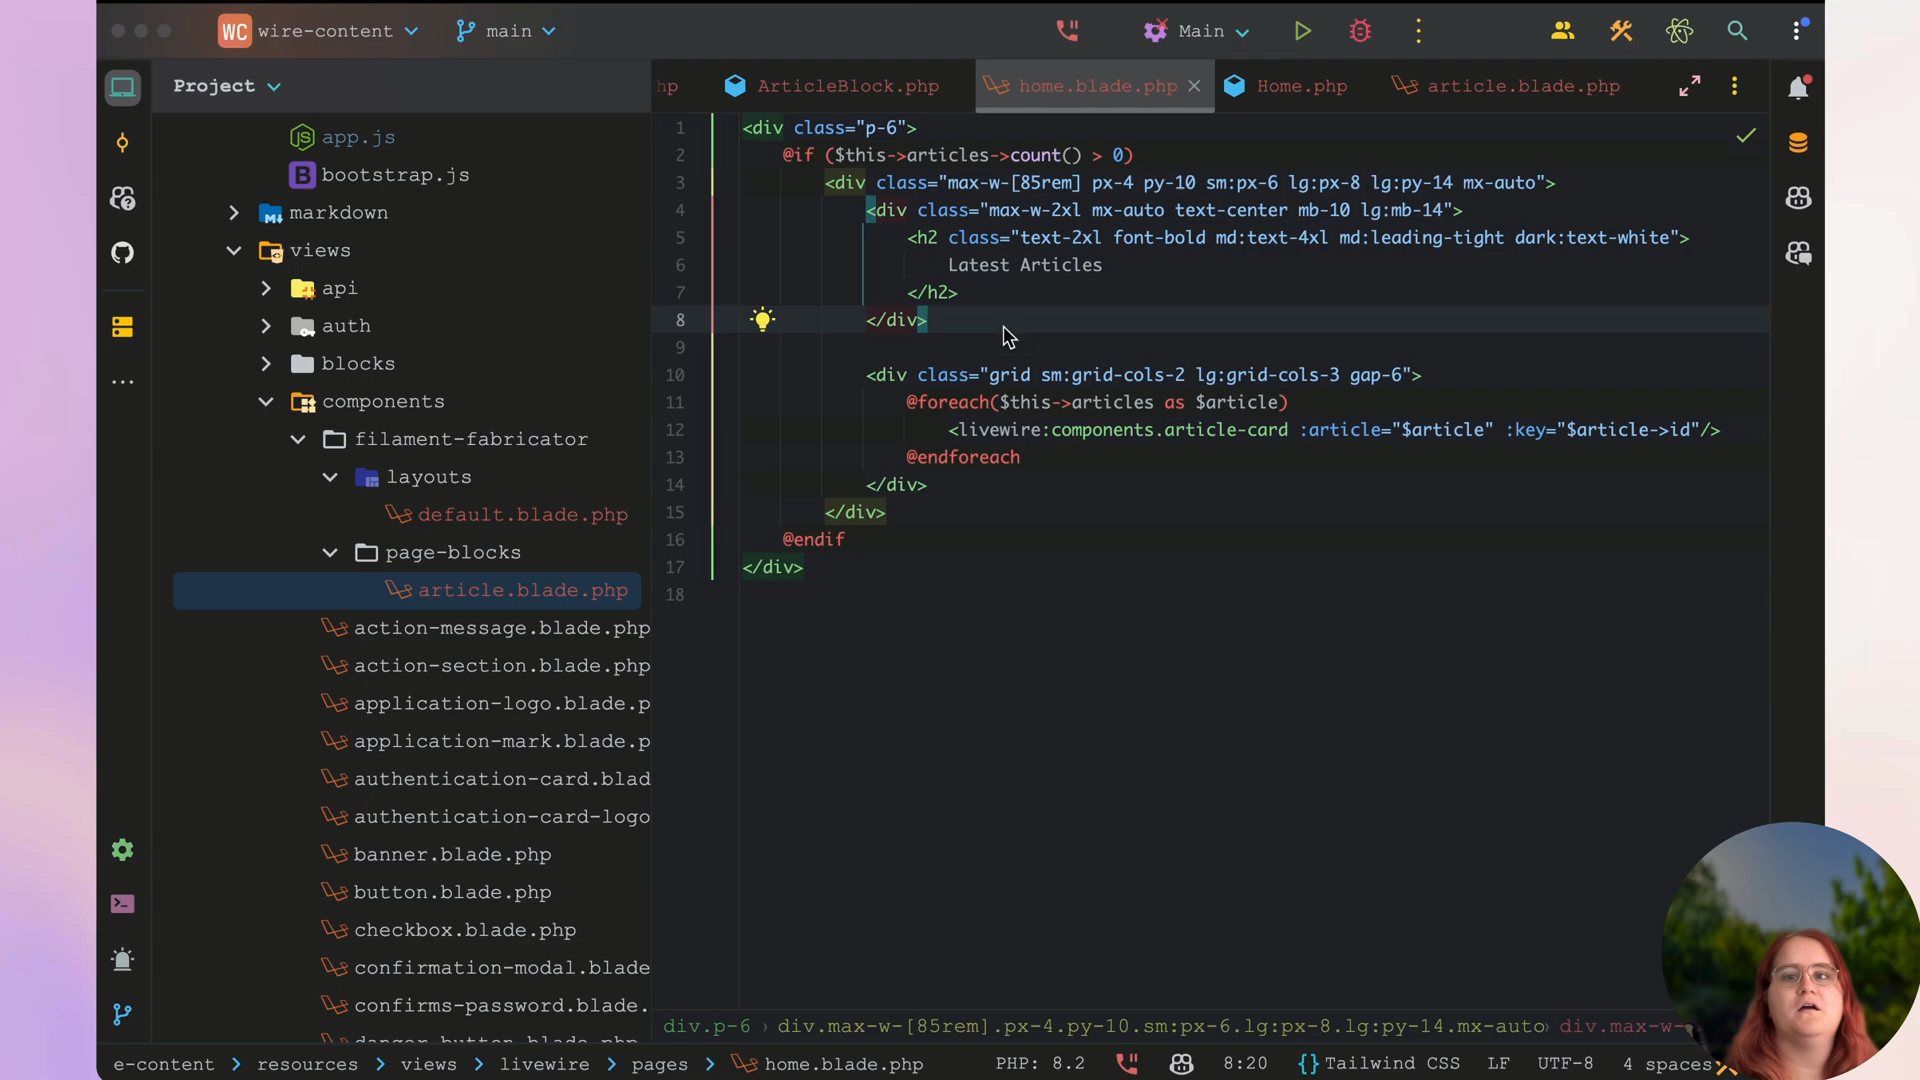 WC wire-content main Main
Project
hp ArticleBlock.php home.blade.php Home.php article.blade.php
app.js
bootstrap.js
markdown
views
api
auth
blocks
components
filament-fabricator
layouts
default.blade.php
page-blocks
article.blade.php
action-message.blade.php
action-section.blade.php
application-logo.blade.p
application-mark.blade.p
authentication-card.blad
authentication-card-logo
banner.blade.php
button.blade.php
checkbox.blade.php
confirmation-modal.blade
confirms-password.blade.
1 <div class="p-6">
2 @if ($this->articles->count() > 0)
3 <div class="max-w-[85rem] px-4 py-10 sm:px-6 lg:px-8 lg:py-14 mx-auto">
4 <div class="max-w-2xl mx-auto text-center mb-10 lg:mb-14">
5 <h2 class="text-2xl font-bold md:text-4xl md:leading-tight dark:text-white">
6 Latest Articles
7 </h2>
8 </div>
9
10 <div class="grid sm:grid-cols-2 lg:grid-cols-3 gap-6">
11 @foreach($this->articles as $article)
12 <livewire:components.article-card :article="$article" :key="$article->id"/>
13 @endforeach
14 </div>
15 </div>
16 @endif
17 </div>
18
div.p-6 › div.max-w-[85rem].px-4.py-10.sm:px-6.lg:px-8.lg:py-14.mx-auto › div.max-w-
e-content > resources > views > livewire > pages > home.blade.php PHP: 8.2 8:20 {} Tailwind CSS LF UTF-8 4 spaces